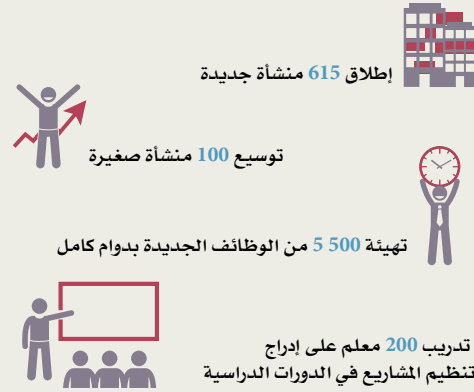 إطلاق 615 منشأة جديدة
توسيع 100 منشأة صغيرة
تهيئة 500 5 من الوظائف الجديدة بدوام كامل
تدريب 200 معلم على إدراج
تنظيم المشاريع في الدورات الدراسية